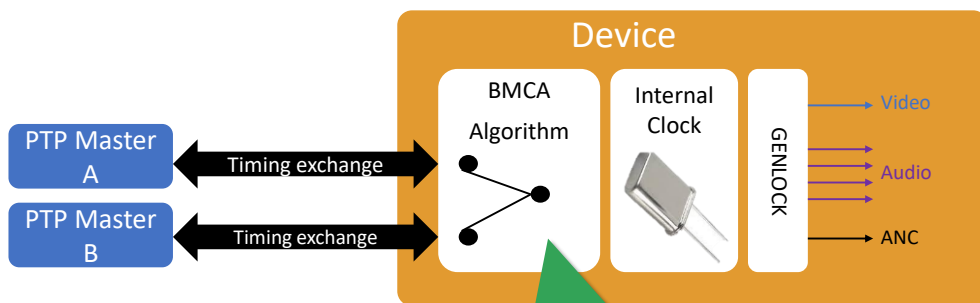 Device
BMCA
Algorithm
Internal
Clock
GENLOCK
Video
Audio
ANC
PTP Master
A
Timing exchange
PTP Master
B
Timing exchange